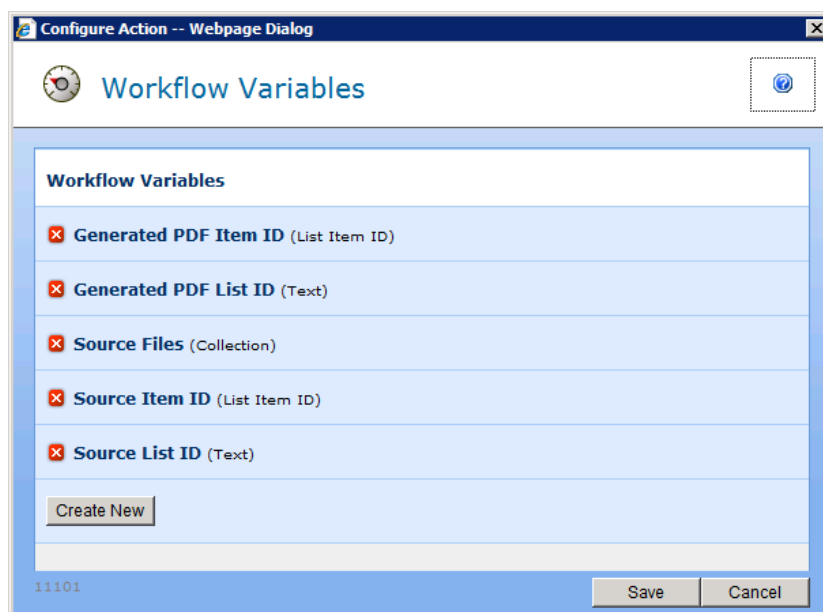 Configure Action -- Webpage Dialog
Workflow Variables
Workflow Variables
Generated PDF Item ID (List Item ID)
Generated PDF List ID (Text)
Source Files (Collection)
Source Item ID (List Item ID)
Source List ID (Text)
Create New
11101
Save Cancel